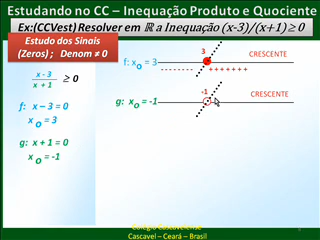 Estudando no CC – Inequação Produto e Quociente
Ex:(CCVest) Resolver em ℝ a Inequação (x-3)/(x+1) ≥ 0
Estudo dos Sinais
(Zeros) ; Denom ≠ 0
x - 3
x + 1
≥ 0
f: x – 3 = 0
xo = 3
g: x + 1 = 0
xo = -1
f: xo = 3
3
CRESCENTE
- - - - - - - - + + + + + + +
g: xo = -1 ;
-1
CRESCENTE
Colégio Cascavelense
Cascavel – Ceará – Brasil